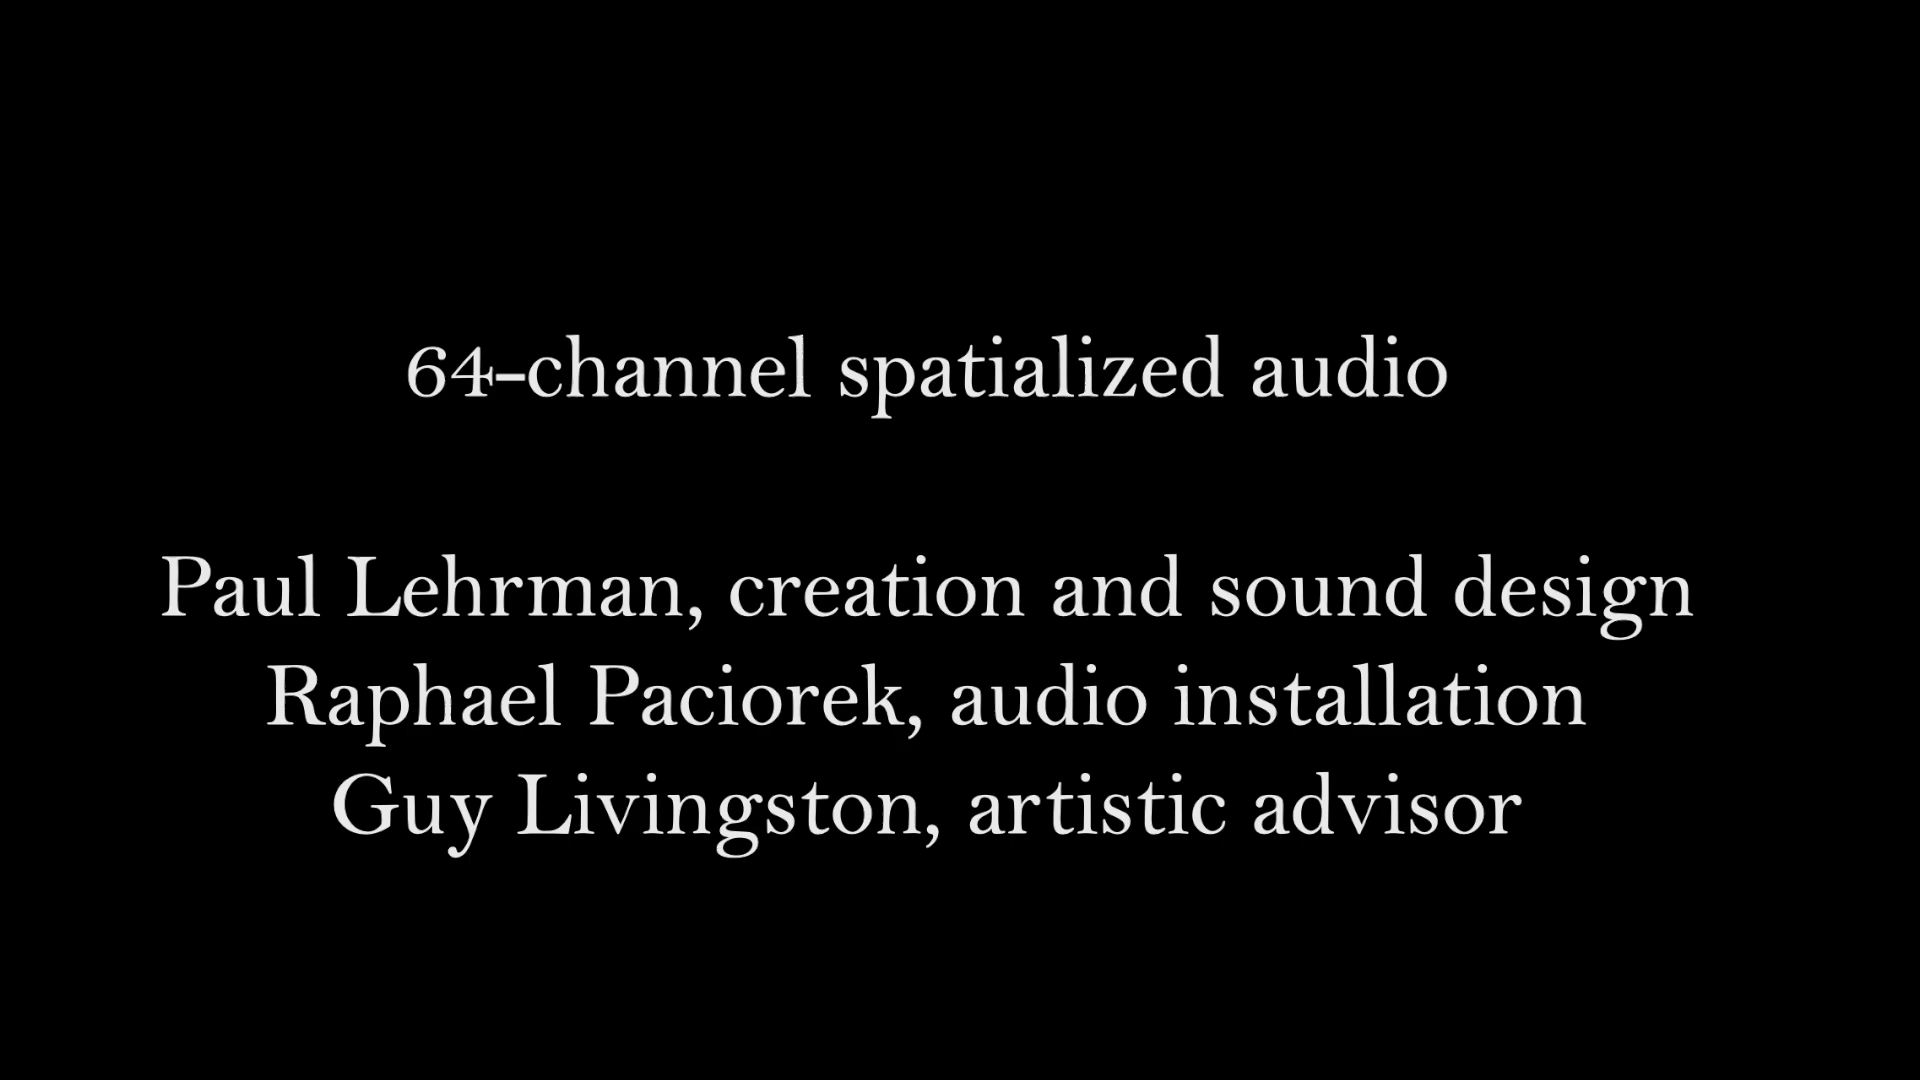 64-channel spatialized audio
Paul Lehrman, creation and sound design
Raphael Paciorek, audio installation
Guy Livingston, artistic advisor